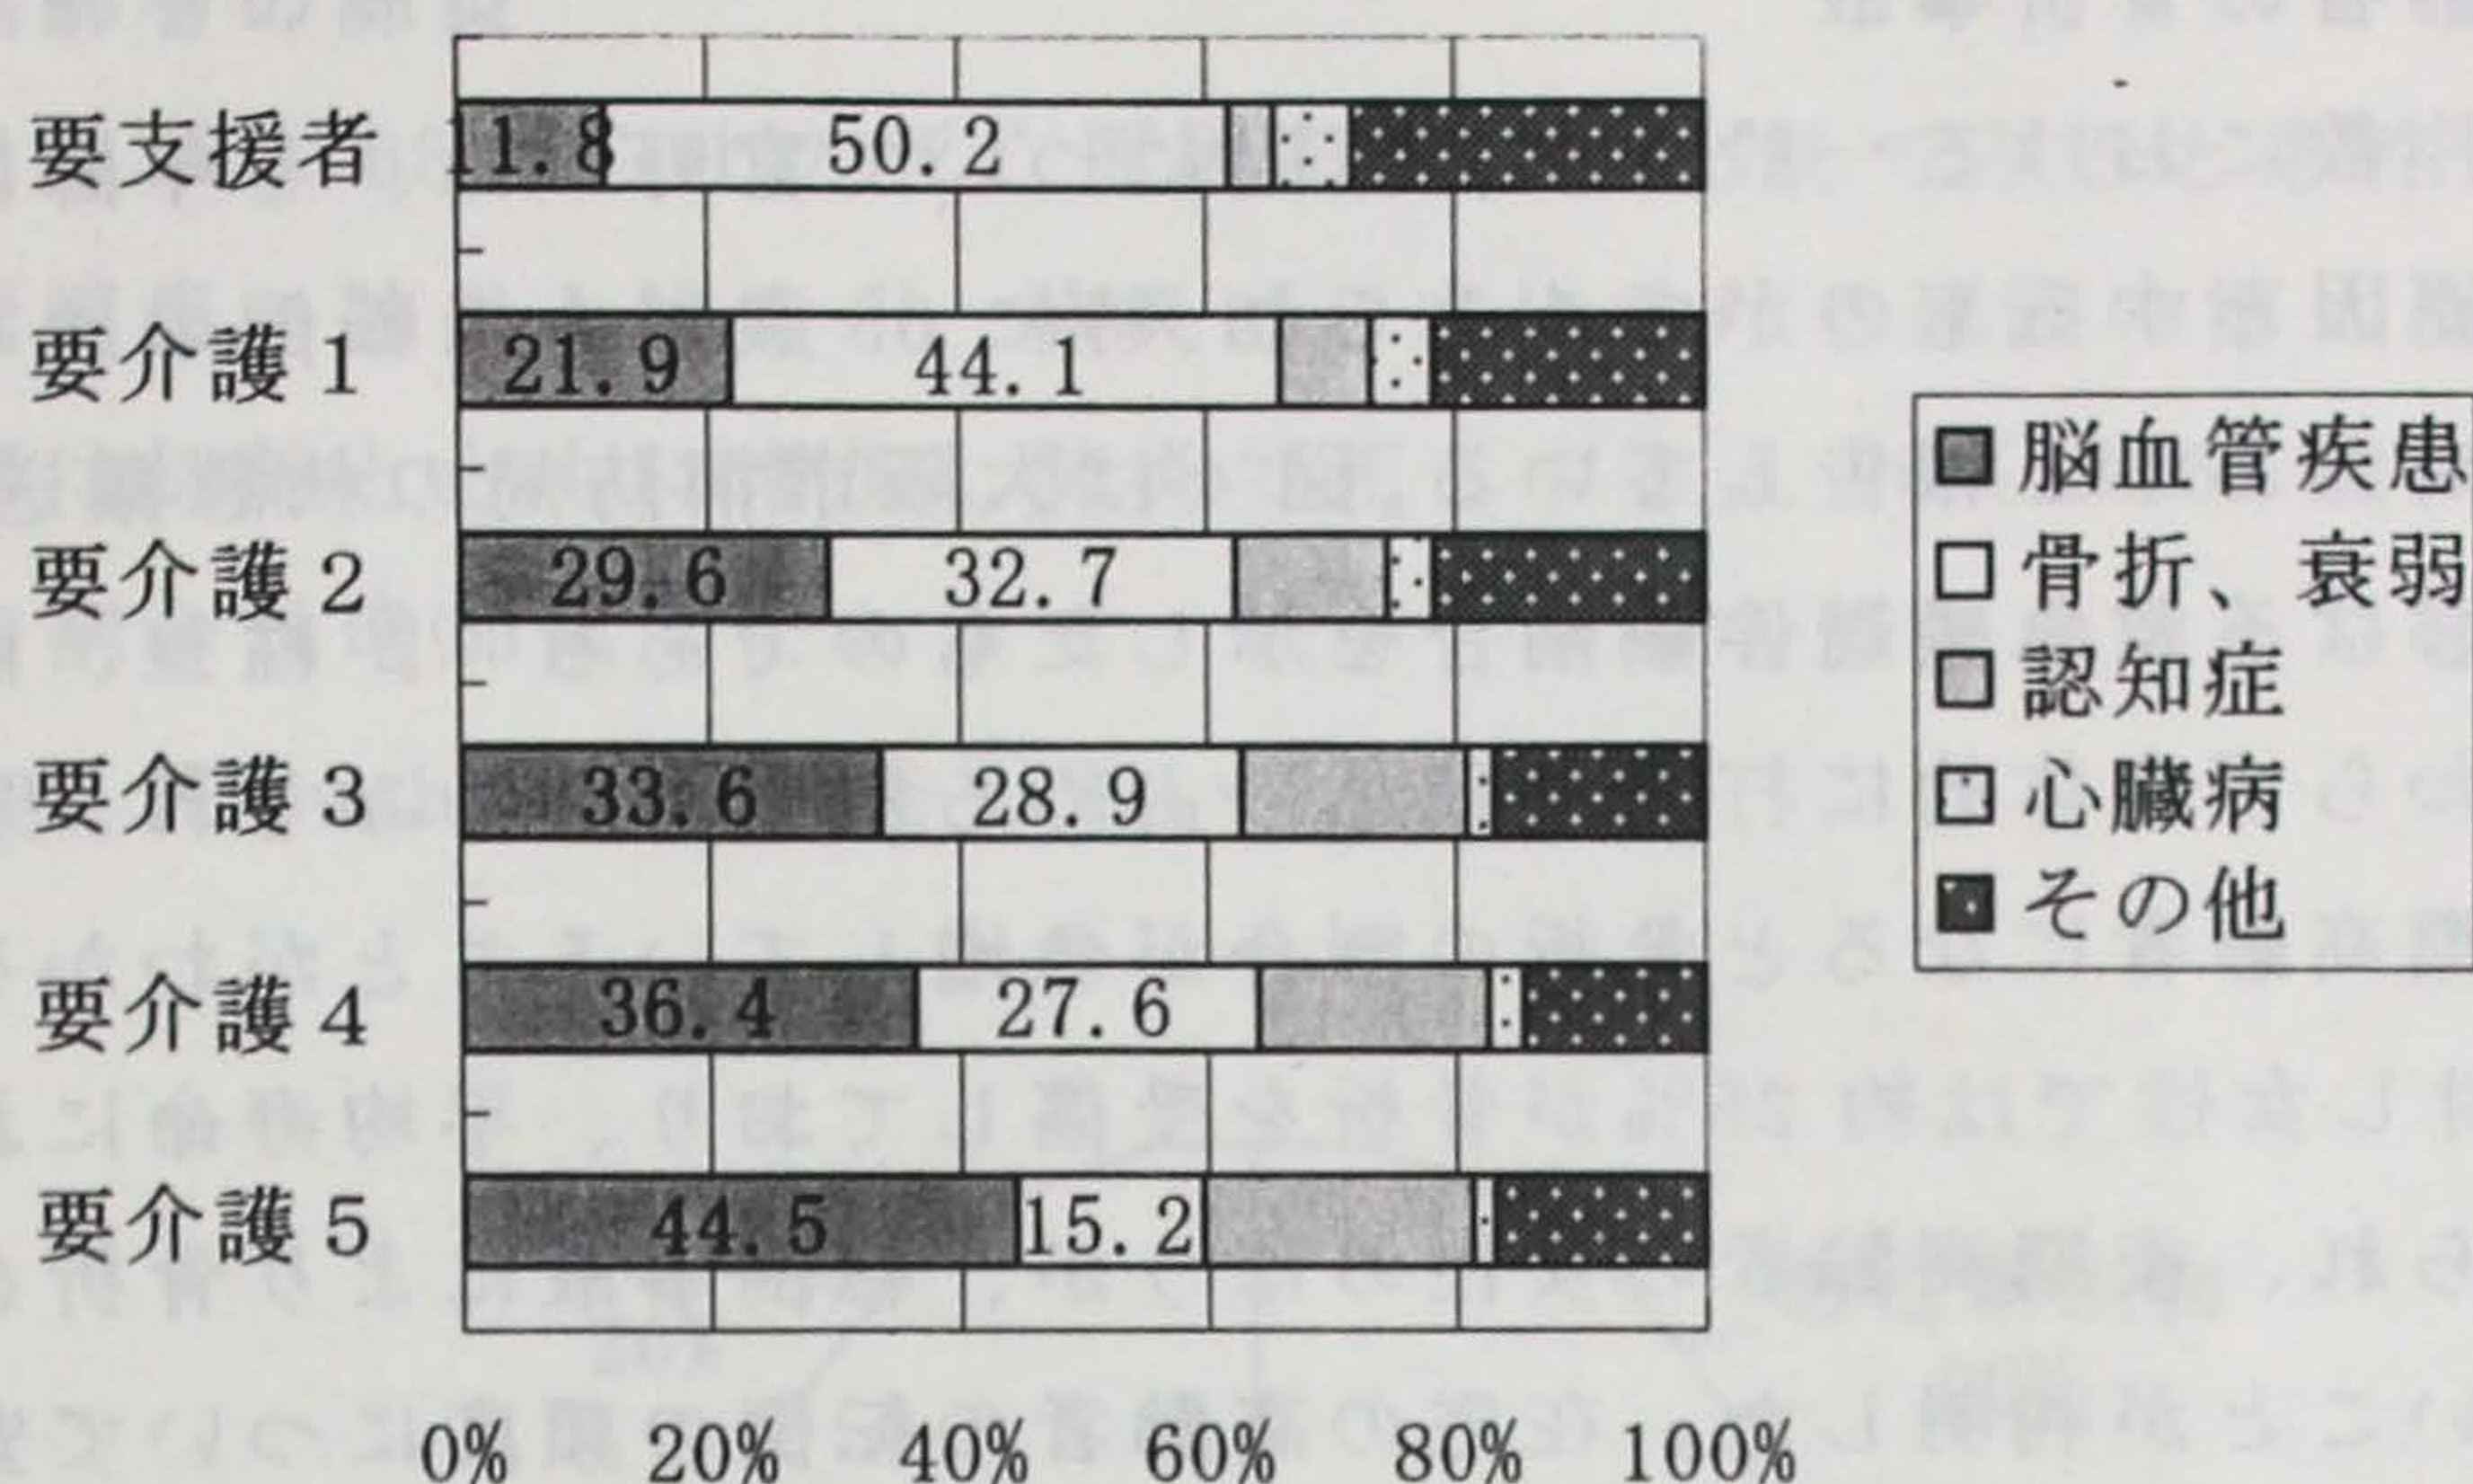 要支援者 11.8 50.2
要介護1 21.9 44.1
要介護2 29.6 32.7
要介護3 33.6 28.9
要介護4 36.4 27.6
要介護5 44.5 15.2
0% 20% 40% 60% 80% 100%
脳血管疾患
骨折、衰弱
認知症
心臓病
その他